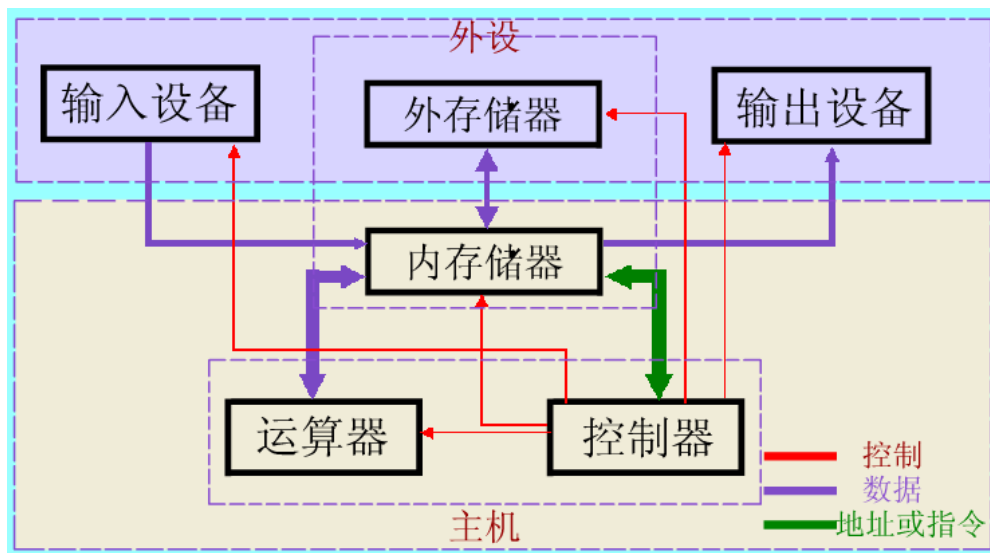 外设
输入设备
外存储器
输出设备
内存储器
运算器
控制器
控制
数据
地址或指令
主机